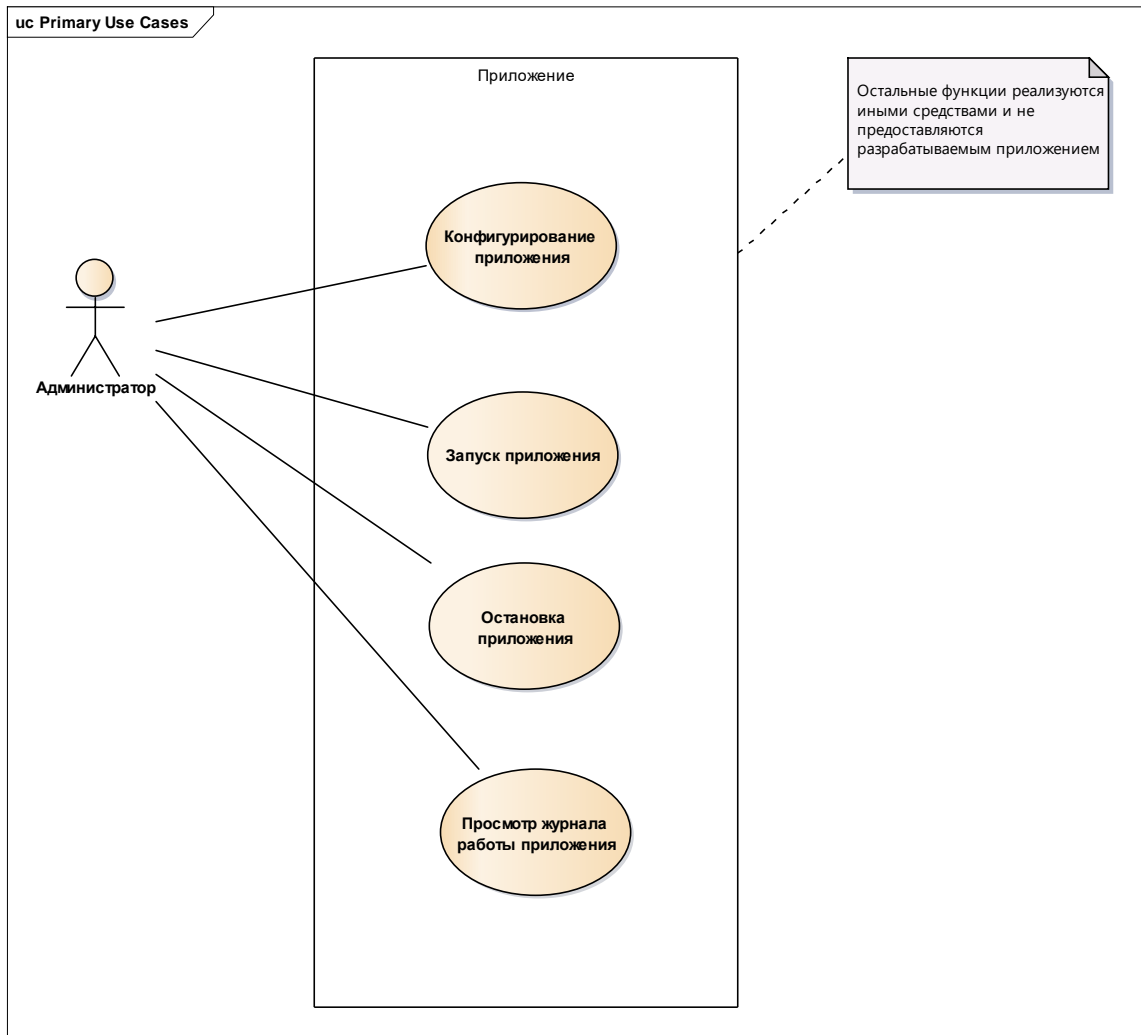 uc Primary Use Cases
Приложение
Остальные функции реализуются
иными средствами и не
предоставляются
разрабатываемым приложением
Конфигурирование
приложения
Администратор
Запуск приложения
Остановка
приложения
Просмотр журнала
работы приложения